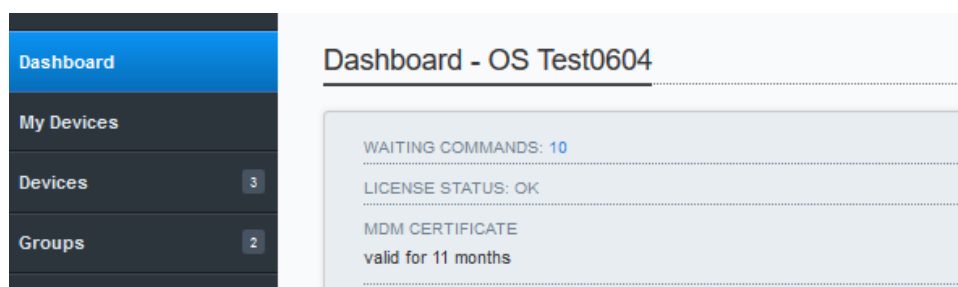 Dashboard
My Devices
Devices 3
Groups 2
Dashboard - OS Test0604
WAITING COMMANDS: 10
LICENSE STATUS: OK
MDM CERTIFICATE
valid for 11 months